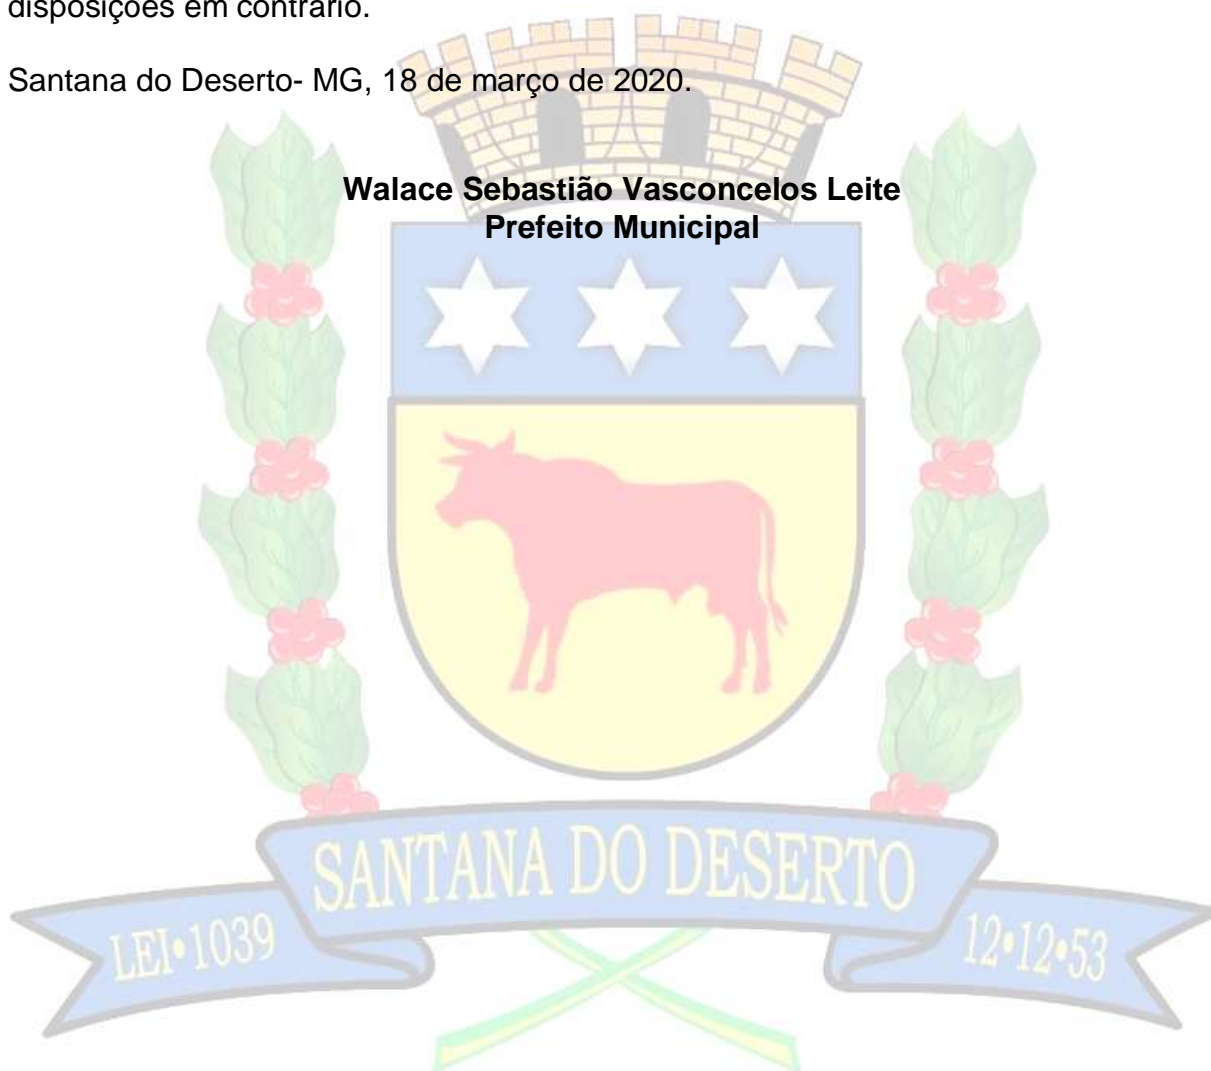 disposições em contrário.
Santana do Deserto- MG, 18 de março de 2020.
Walace Sebastião Vasconcelos Leite
Prefeito Municipal
SANTANA DO DESERTO
LEI•1039
12•12•53